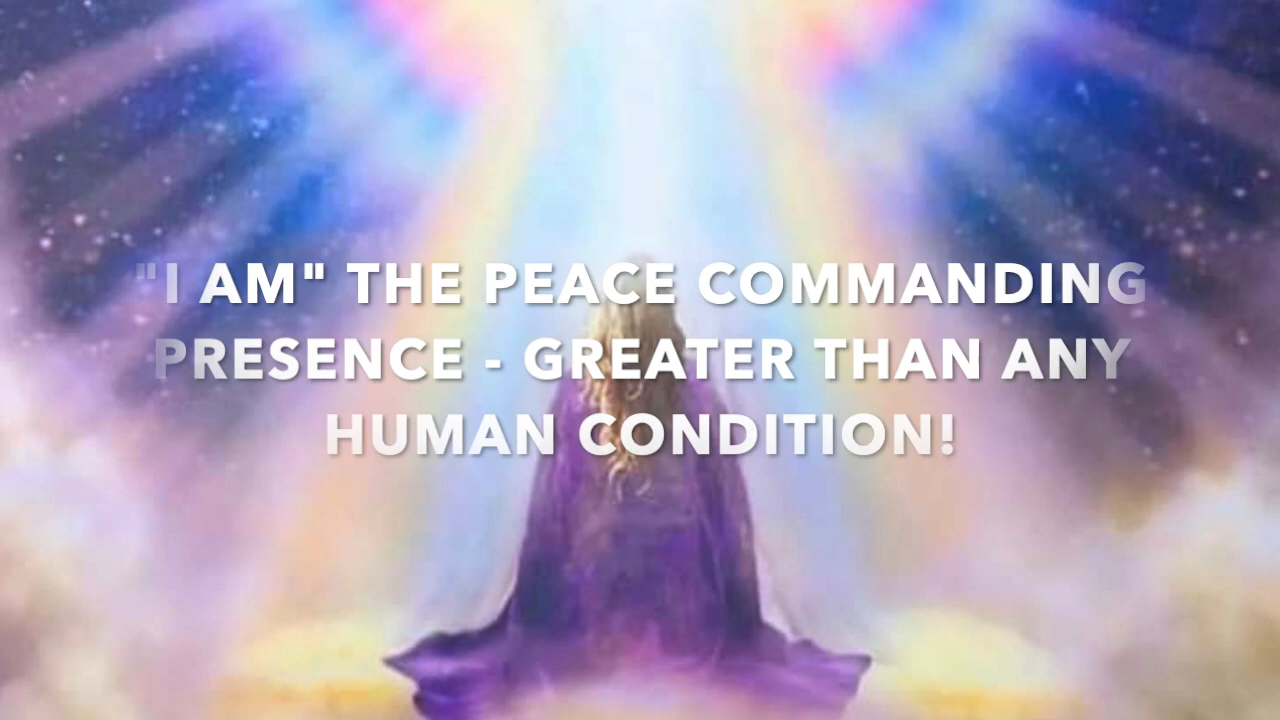 "I AM" THE PEACE COMMANDING
PRESENCE - GREATER THAN ANY
HUMAN CONDITION!